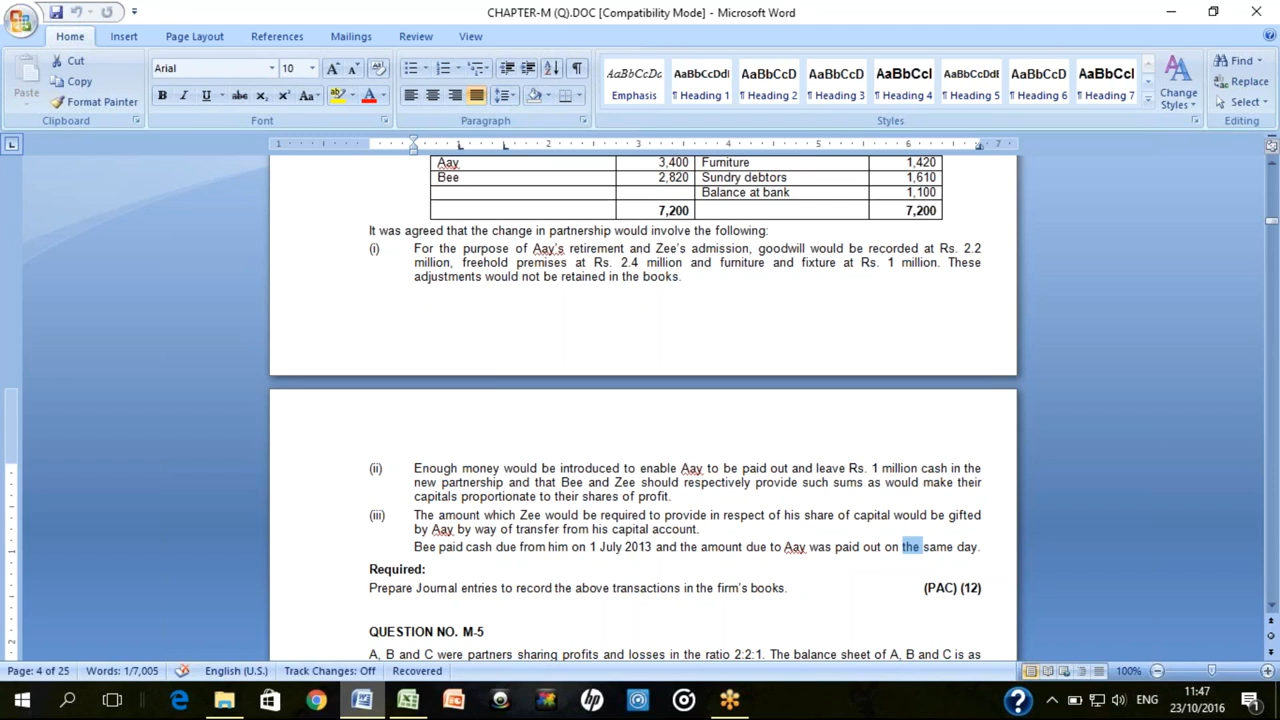 CHAPTER-M (Q).DOC [Compatibility Mode] - Microsoft Word
Home Insert Page Layout References Mailings Review View
Paste
Cut
Copy
Format Painter
Clipboard
Arial 10
Font
Paragraph
AaBbCcDc AaBbCcDdI AaBbCcD AaBbCcD AaBbCcI AaBbCcDdE AaBbCcD AaBbCcI
Emphasis ¶ Heading 1 ¶ Heading 2 ¶ Heading 3 ¶ Heading 4 ¶ Heading 5 ¶ Heading 6 ¶ Heading 7
Styles
Change Styles
Find
Replace
Select
Editing
Aay 3,400 Furniture 1,420
Bee 2,820 Sundry debtors 1,610
Balance at bank 1,100
7,200 7,200
It was agreed that the change in partnership would involve the following:
(i) For the purpose of Aay's retirement and Zee's admission, goodwill would be recorded at Rs. 2.2
million, freehold premises at Rs. 2.4 million and furniture and fixture at Rs. 1 million. These
adjustments would not be retained in the books.
(ii) Enough money would be introduced to enable Aay to be paid out and leave Rs. 1 million cash in the
new partnership and that Bee and Zee should respectively provide such sums as would make their
capitals proportionate to their shares of profit.
(iii) The amount which Zee would be required to provide in respect of his share of capital would be gifted
by Aay by way of transfer from his capital account.
Bee paid cash due from him on 1 July 2013 and the amount due to Aay was paid out on the same day.
Required:
Prepare Journal entries to record the above transactions in the firm's books. (PAC) (12)
QUESTION NO. M-5
A, B and C were partners sharing profits and losses in the ratio 2:2:1. The balance sheet of A, B and C is as
Page: 4 of 25 Words: 1/7,005 English (U.S.) Track Changes: Off Recovered 100%
ENG 11:47
23/10/2016